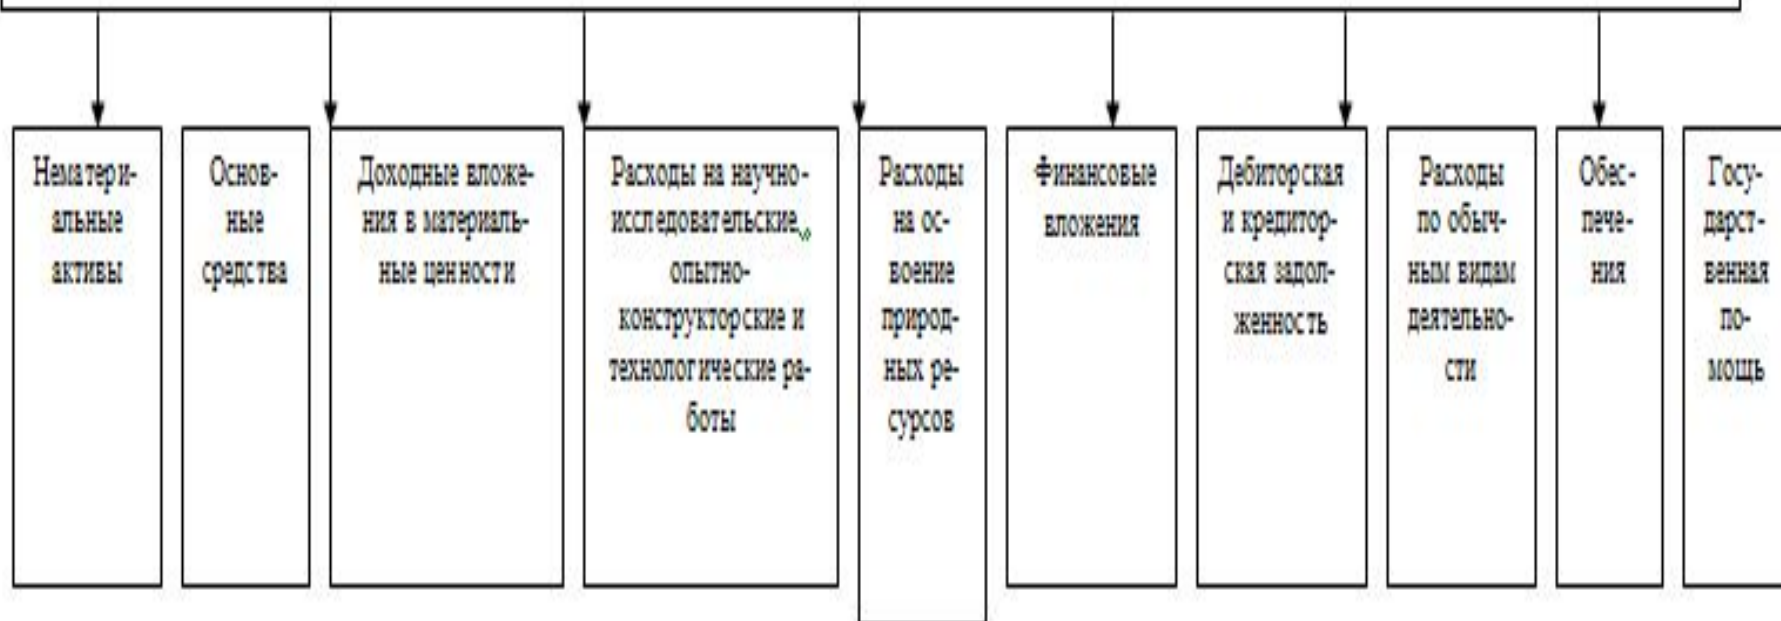 Нематери-
альные
активы
Основ-
ные
средства
Доходные вложе-
ния в материаль-
ные ценности
Расходы на научно-
исследовательские,
опытно-
конструкторские и
технологические ра-
боты
Расходы
на ос-
воение
природ-
ных ре-
сурсов
Финансовые
вложения
Дебиторская
и кредитор-
ская задол-
женность
Расходы
по обыч-
ным видам
деятельно-
сти
Обес-
пече-
ния
Госу-
дарст-
венная
по-
мощь